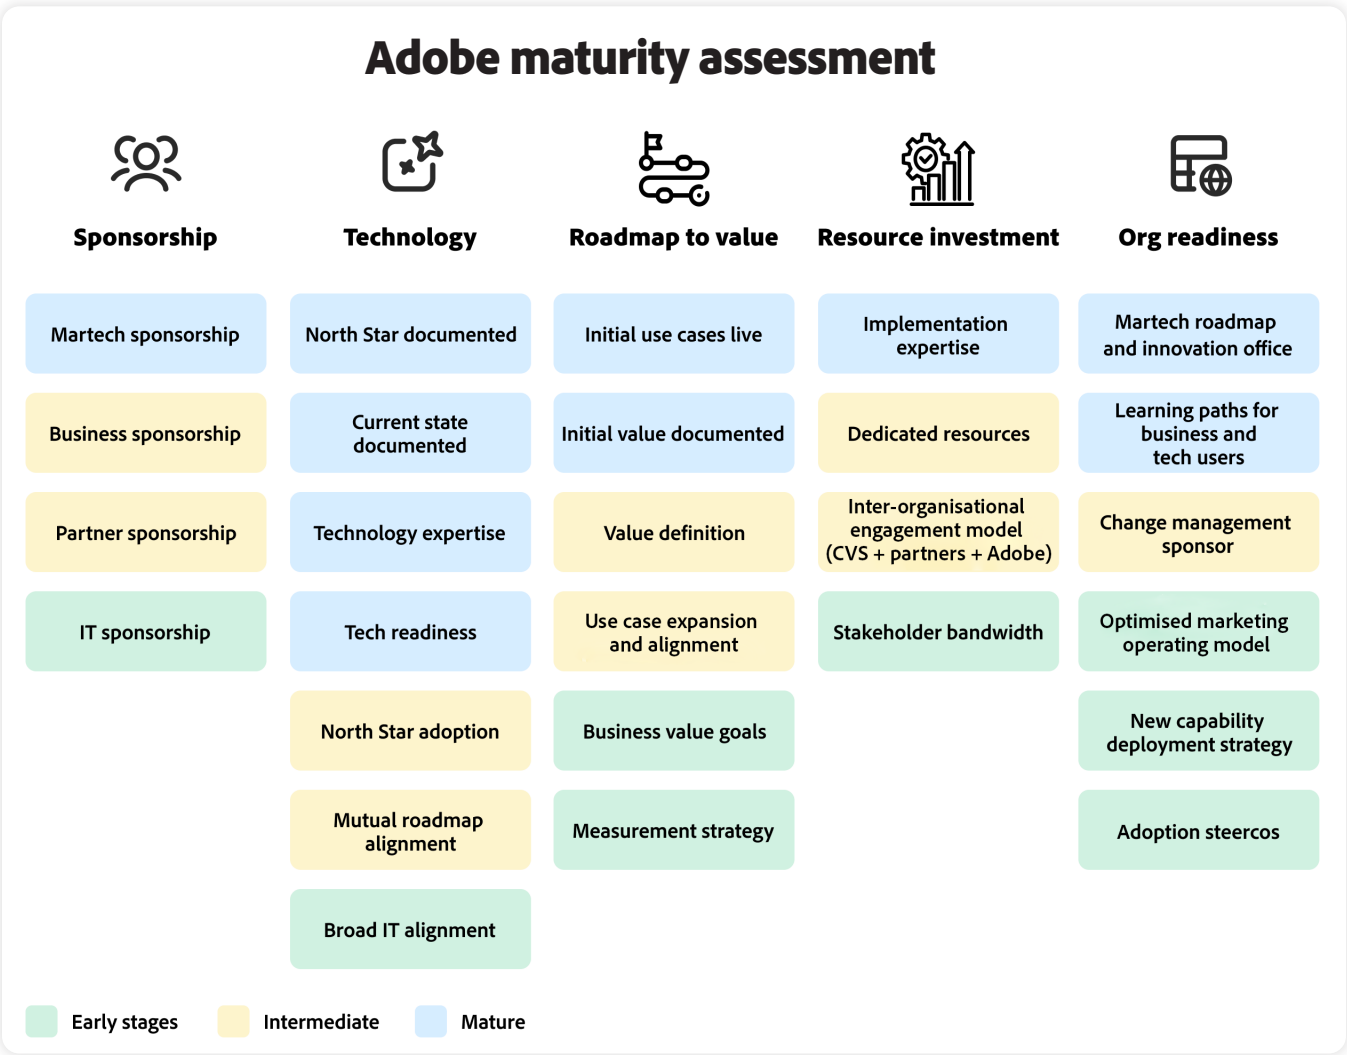 Adobe maturity assessment
Sponsorship
Technology
Roadmap to value
Resource investment
Org readiness
Martech sponsorship
Business sponsorship
Partner sponsorship
IT sponsorship
North Star documented
Current state
documented
Technology expertise
Tech readiness
North Star adoption
Mutual roadmap
alignment
Broad IT alignment
Initial use cases live
Initial value documented
Value definition
Use case expansion
and alignment
Business value goals
Measurement strategy
Implementation
expertise
Dedicated resources
Inter-organisational
engagement model
(CVS + partners + Adobe)
Stakeholder bandwidth
Martech roadmap
and innovation office
Learning paths for
business and
tech users
Change management
sponsor
Optimised marketing
operating model
New capability
deployment strategy
Adoption steercos
Early stages
Intermediate
Mature